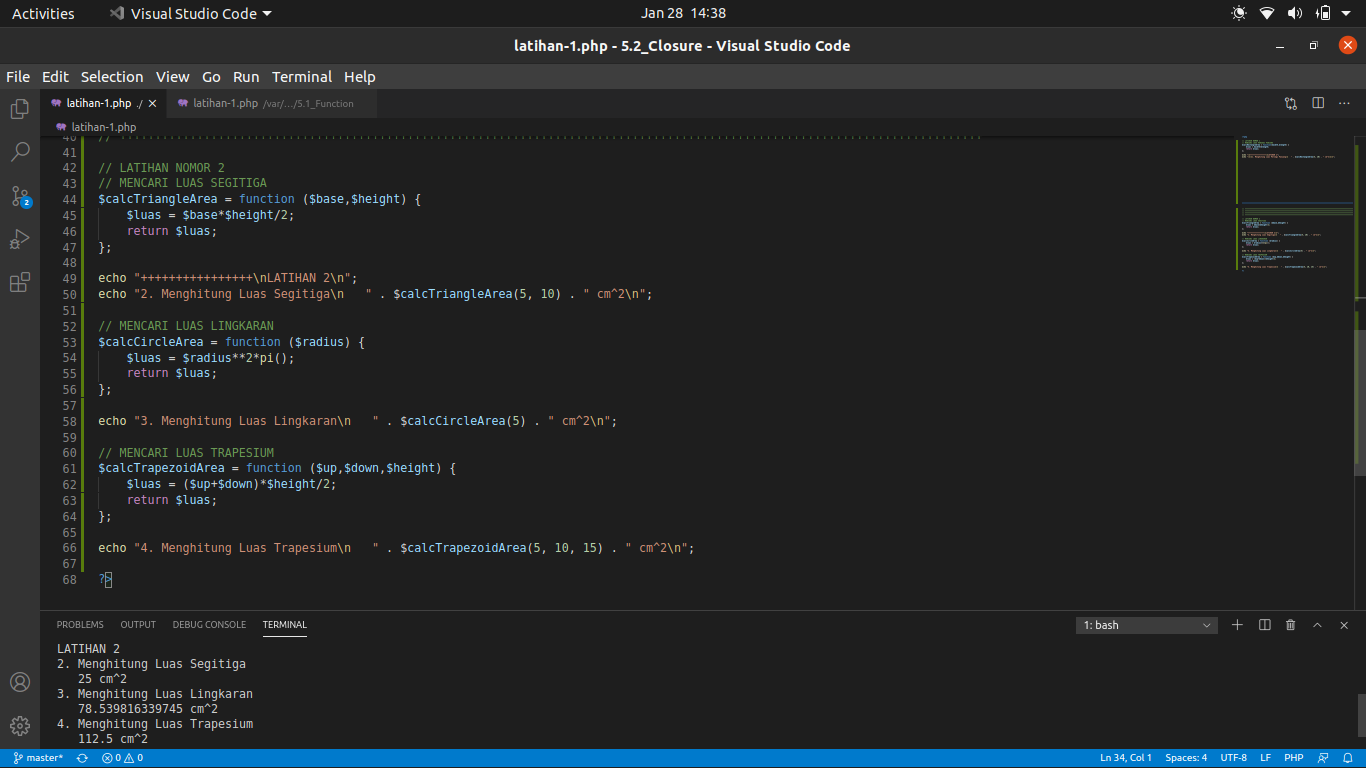 Activities Visual Studio Code Jan 28 14:38
latihan-1.php - 5.2_Closure - Visual Studio Code
File Edit Selection View Go Run Terminal Help
latihan-1.php ./ latihan-1.php /var/.../5.1_Function
latihan-1.php
41
42 // LATIHAN NOMOR 2
43 // MENCARI LUAS SEGITIGA
44 $calcTriangleArea = function ($base,$height) {
45 $luas = $base*$height/2;
46 return $luas;
47 };
48
49 echo "++++++++++++++++\nLATIHAN 2\n";
50 echo "2. Menghitung Luas Segitiga\n   " . $calcTriangleArea(5, 10) . " cm^2\n";
51
52 // MENCARI LUAS LINGKARAN
53 $calcCircleArea = function ($radius) {
54 $luas = $radius**2*pi();
55 return $luas;
56 };
57
58 echo "3. Menghitung Luas Lingkaran\n   " . $calcCircleArea(5) . " cm^2\n";
59
60 // MENCARI LUAS TRAPESIUM
61 $calcTrapezoidArea = function ($up,$down,$height) {
62 $luas = ($up+$down)*$height/2;
63 return $luas;
64 };
65
66 echo "4. Menghitung Luas Trapesium\n   " . $calcTrapezoidArea(5, 10, 15) . " cm^2\n";
67
68 ?>
2
PROBLEMS OUTPUT DEBUG CONSOLE TERMINAL 1: bash
LATIHAN 2
2. Menghitung Luas Segitiga
25 cm^2
3. Menghitung Luas Lingkaran
78.539816339745 cm^2
4. Menghitung Luas Trapesium
112.5 cm^2
master* 0 0 Ln 34, Col 1 Spaces: 4 UTF-8 LF PHP